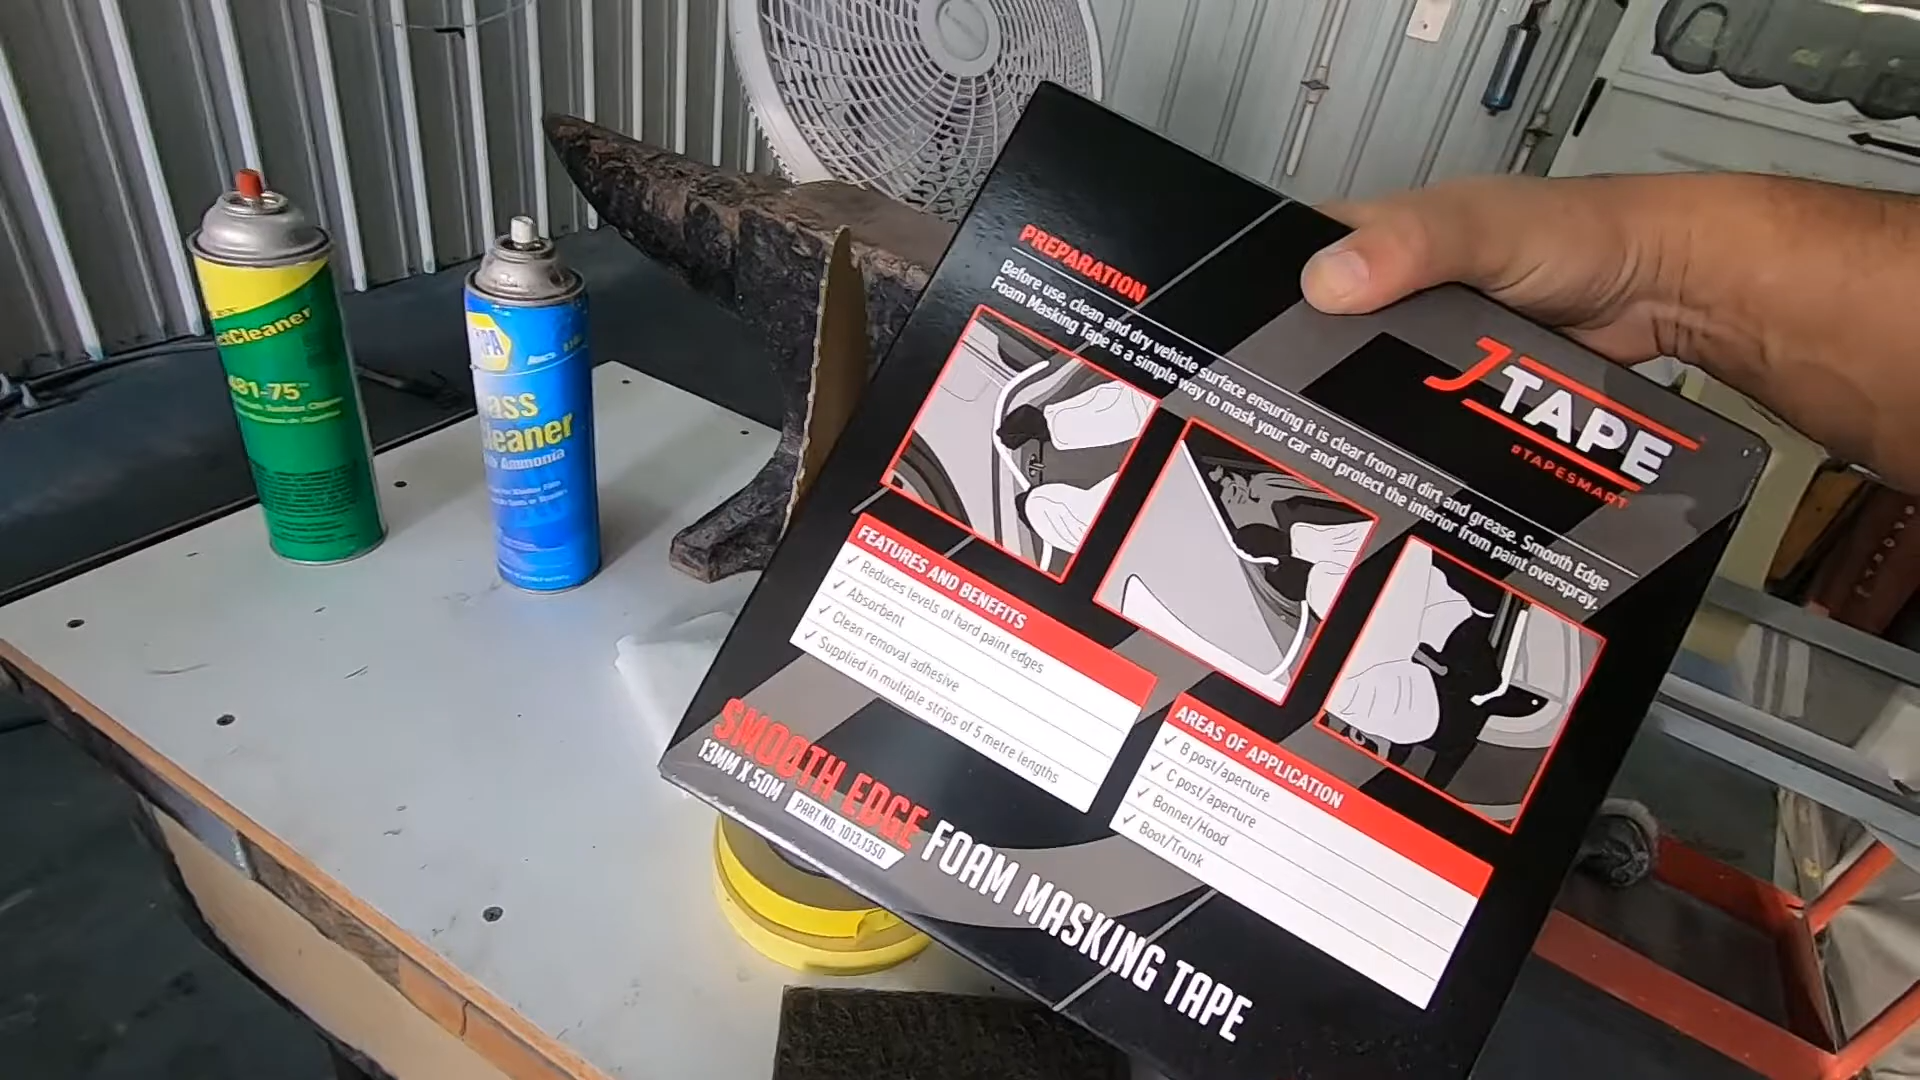 PREPARATION
Before use, clean and dry vehicle surface ensuring it is clear from all dirt and grease. Smooth Edge
Foam Masking Tape is a simple way to mask your car and protect the interior from paint overspray.
JTAPE
#TAPESMART
FEATURES AND BENEFITS
✓ Reduces levels of hard paint edges
✓ Absorbent
✓ Clean removal adhesive
✓ Supplied in multiple strips of 5 metre lengths
AREAS OF APPLICATION
✓ B post/aperture
✓ C post/aperture
✓ Bonnet/Hood
✓ Boot/Trunk
SMOOTH EDGE FOAM MASKING TAPE
13MM X 50M PART NO. 1013.1350
Cleaner
81-75
Cleaner
Ammonia